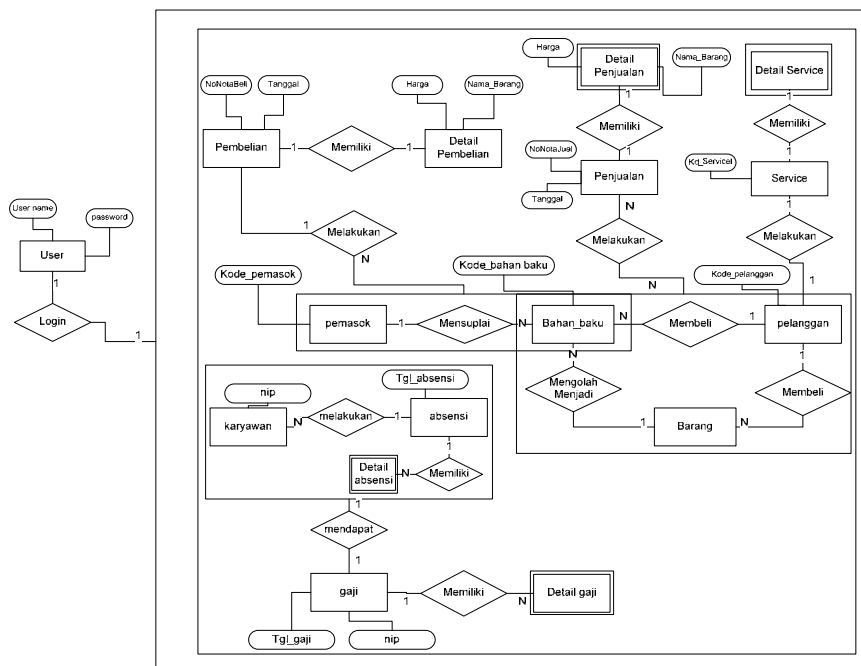 Harga
Detail
Penjualan
Nama_Barang
Detail Service
1
1
NoNotaBeli
Tanggal
Harga
Nama_Barang
Memiliki
Memiliki
Pembelian
1
Memiliki
1
Detail
Pembelian
1
1
NoNotaJual
Penjualan
Kd_Servicel
Service
Tanggal
N
1
User name
password
1
Melakukan
Melakukan
Melakukan
User
N
Kode_bahan baku
1
Kode_pemasok
N
Kode_pelanggan
1
Login
1
pemasok
1
Mensuplai
N
Bahan_baku
N
Membeli
1
pelanggan
N
1
Tgl_absensi
nip
Mengolah
Menjadi
Membeli
karyawan
N
melakukan
1
absensi
1
Barang
N
1
Detail
absensi
N
Memiliki
1
mendapat
1
gaji
1
Memiliki
N
Detail gaji
Tgl_gaji
nip